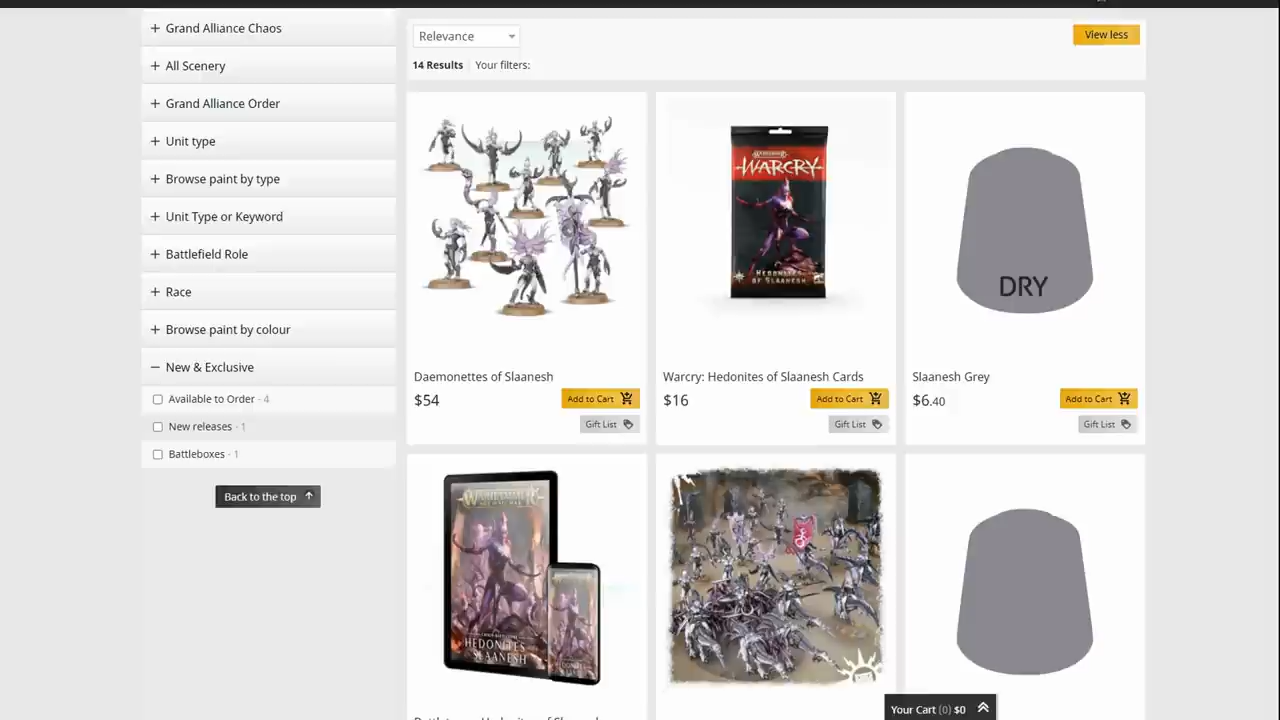 Grand Alliance Chaos
All Scenery
Grand Alliance Order
Unit type
Browse paint by type
Unit Type or Keyword
Battlefield Role
Race
Browse paint by colour
New & Exclusive
Available to Order - 4
New releases - 1
Battleboxes - 1
Back to the top
Relevance
View less
14 Results
Your filters:
WARHAMMER
WARCRY
HEDONITES
OF SLAANESH
DRY
Daemonettes of Slaanesh
$54
Add to Cart
Gift List
Warcry: Hedonites of Slaanesh Cards
$16
Add to Cart
Gift List
Slaanesh Grey
$6.40
Add to Cart
Gift List
WARHAMMER
HEDONITES
SLAANESH
Your Cart (0) $0